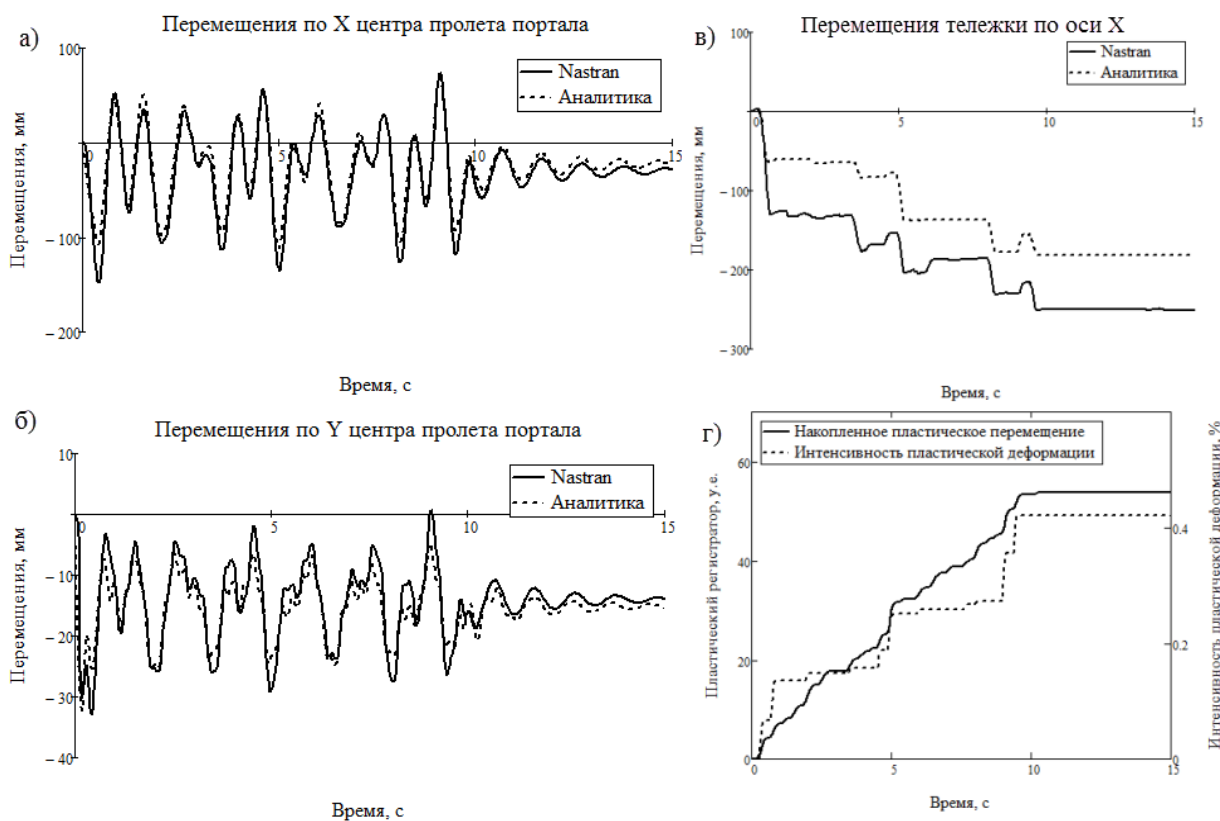 а)
Перемещения по X центра пролета портала
100
Nastran
Аналитика
0
5
10
15
Перемещения, мм
− 100
− 200
Время, с
в)
Перемещения тележки по оси X
100
Nastran
Аналитика
0
5
10
15
Перемещения, мм
− 100
− 200
− 300
Время, с
б)
Перемещения по Y центра пролета портала
10
Nastran
Аналитика
0
5
10
15
Перемещения, мм
− 10
− 20
− 30
− 40
Время, с
г)
Накопленное пластическое перемещение
Интенсивность пластической деформации
60
40
20
0
Пластический регистратор, у.е.
0.4
0.2
0
Интенсивность пластической деформации, %
0
5
10
15
Время, с